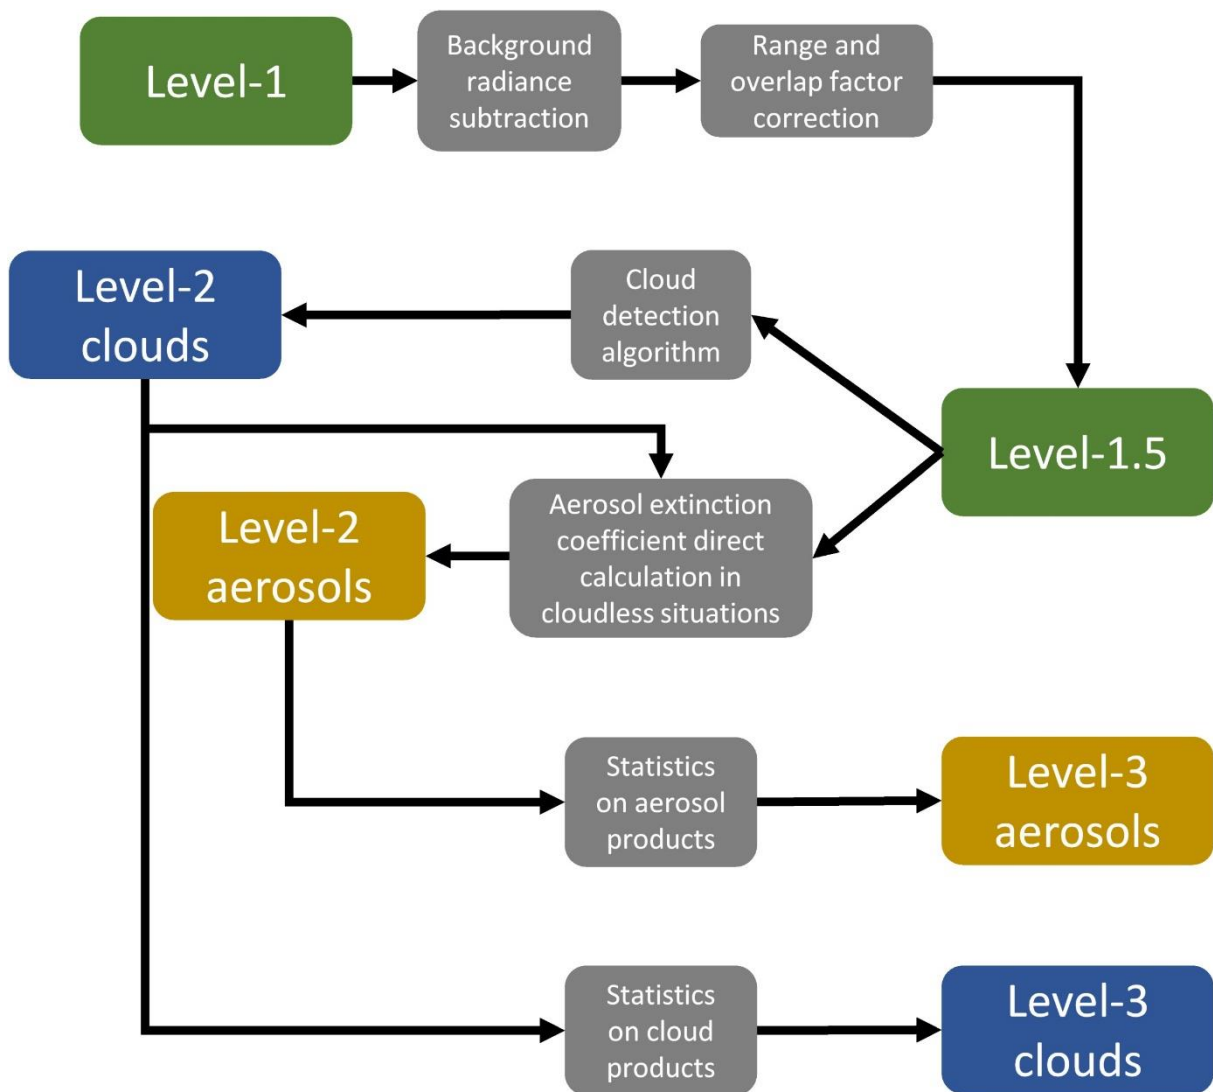 Level-1
Background
radiance
subtraction
Range and
overlap factor
correction
Level-2
clouds
Cloud
detection
algorithm
Level-1.5
Level-2
aerosols
Aerosol extinction
coefficient direct
calculation in
cloudless situations
Statistics
on aerosol
products
Level-3
aerosols
Statistics
on cloud
products
Level-3
clouds